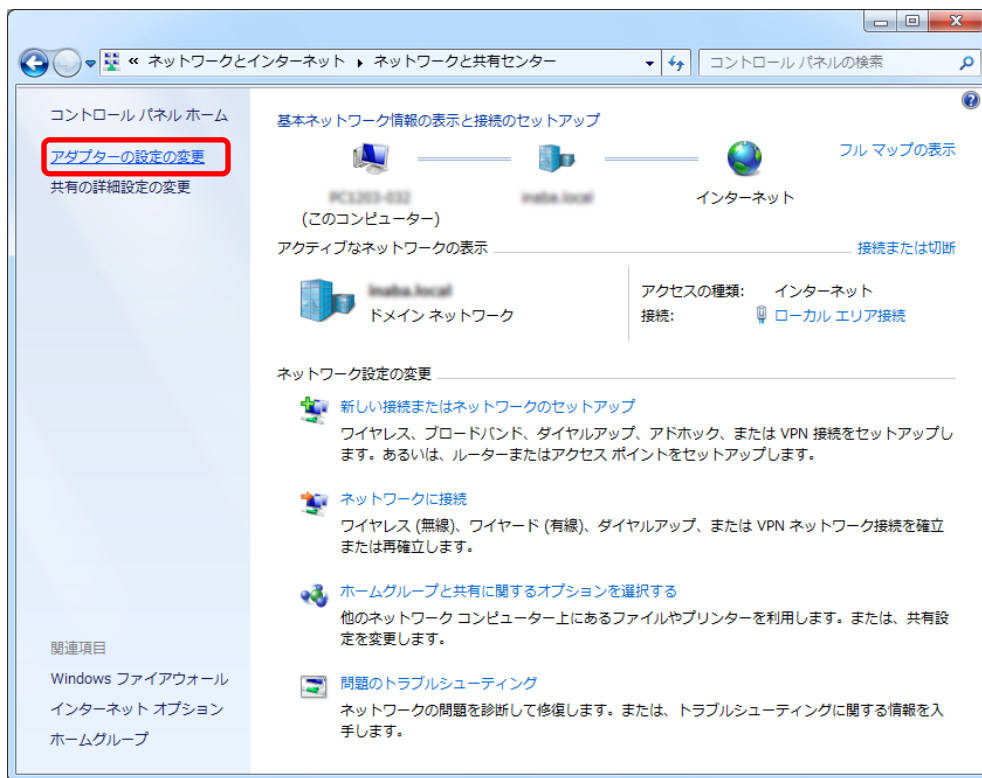 « ネットワークとインターネット ▸ ネットワークと共有センター
コントロール パネルの検索
コントロール パネル ホーム
アダプターの設定の変更
共有の詳細設定の変更
基本ネットワーク情報の表示と接続のセットアップ
フル マップの表示
インターネット
(このコンピューター)
アクティブなネットワークの表示
接続または切断
ドメイン ネットワーク
アクセスの種類: インターネット
接続: ローカル エリア接続
ネットワーク設定の変更
新しい接続またはネットワークのセットアップ
ワイヤレス、ブロードバンド、ダイヤルアップ、アドホック、または VPN 接続をセットアップし
ます。あるいは、ルーターまたはアクセス ポイントをセットアップします。
ネットワークに接続
ワイヤレス (無線)、ワイヤード (有線)、ダイヤルアップ、または VPN ネットワーク接続を確立
または再確立します。
ホームグループと共有に関するオプションを選択する
他のネットワーク コンピューター上にあるファイルやプリンターを利用します。または、共有設
定を変更します。
問題のトラブルシューティング
ネットワークの問題を診断して修復します。または、トラブルシューティングに関する情報を入
手します。
関連項目
Windows ファイアウォール
インターネット オプション
ホームグループ